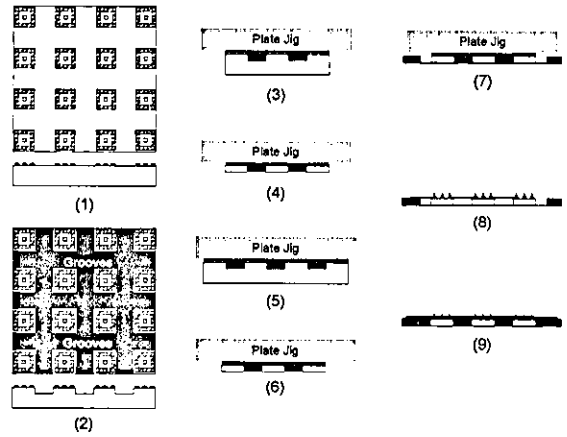 Plate Jig
(3)
Plate Jig
(7)
Plate Jig
(4)
(1)
(8)
Grooves
Grooves
(2)
Plate Jig
(5)
Plate Jig
(6)
(9)